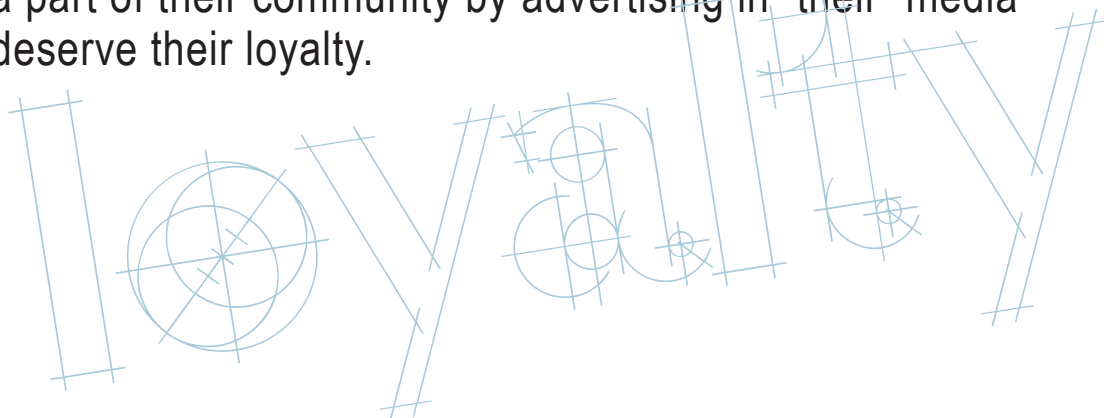 a part of their community by advertising in "their" media
deserve their loyalty.
loyalty